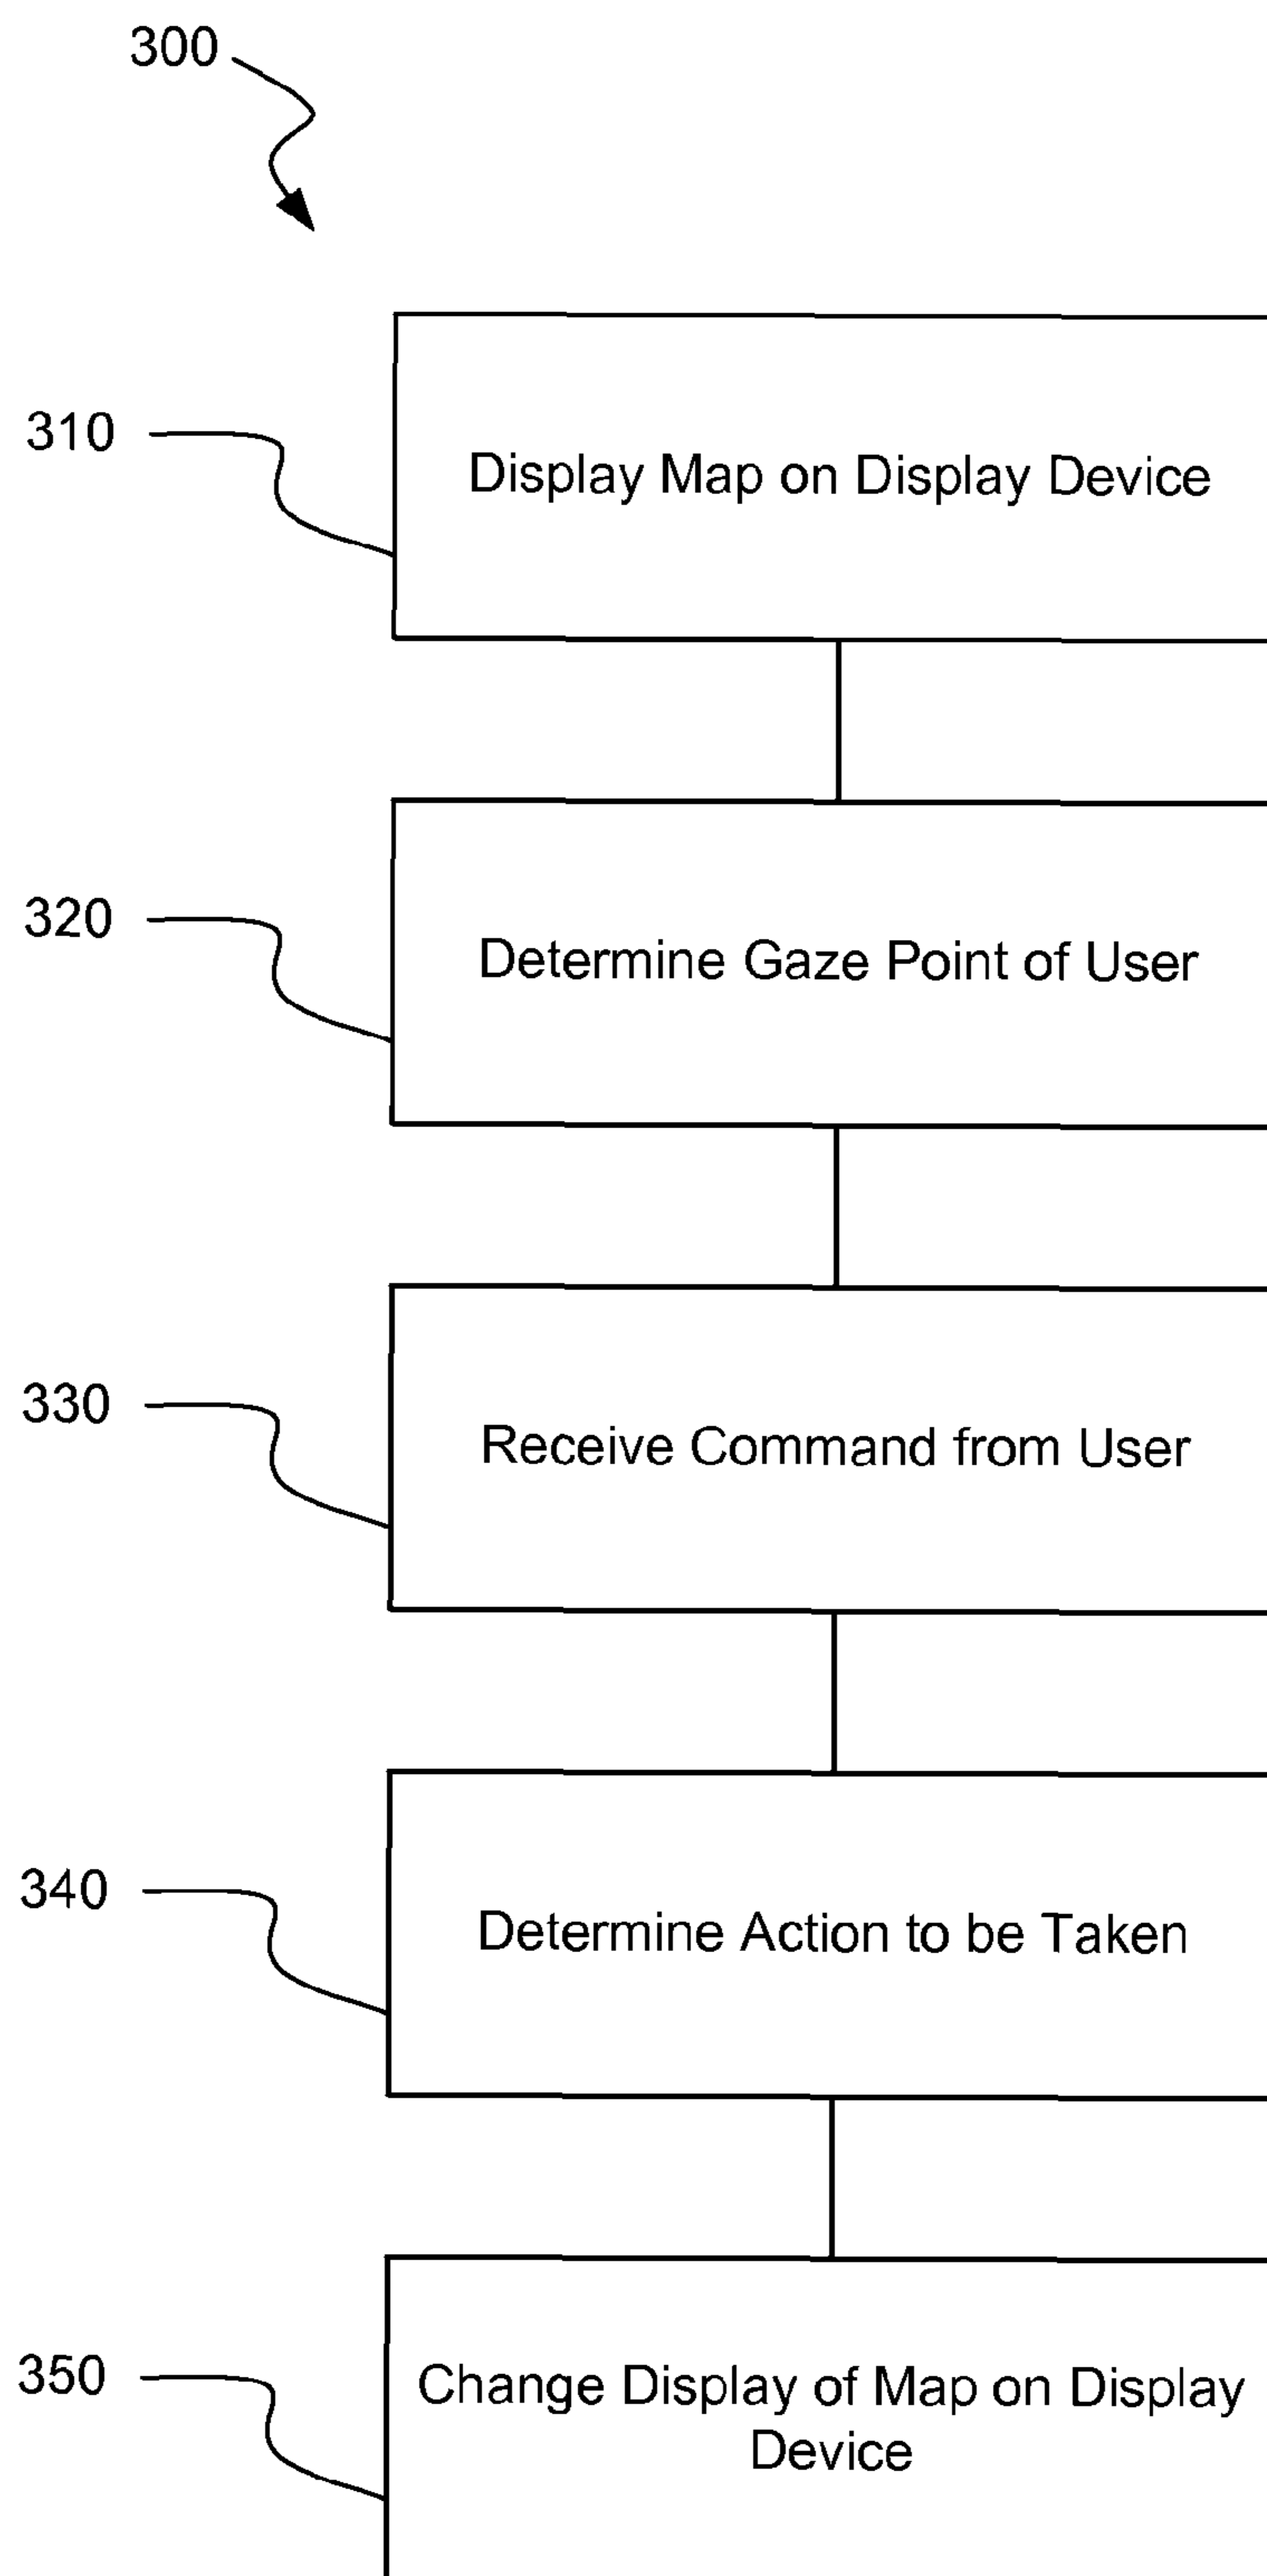 300
310
Display Map on Display Device
320
Determine Gaze Point of User
330
Receive Command from User
340
Determine Action to be Taken
350
Change Display of Map on Display
Device